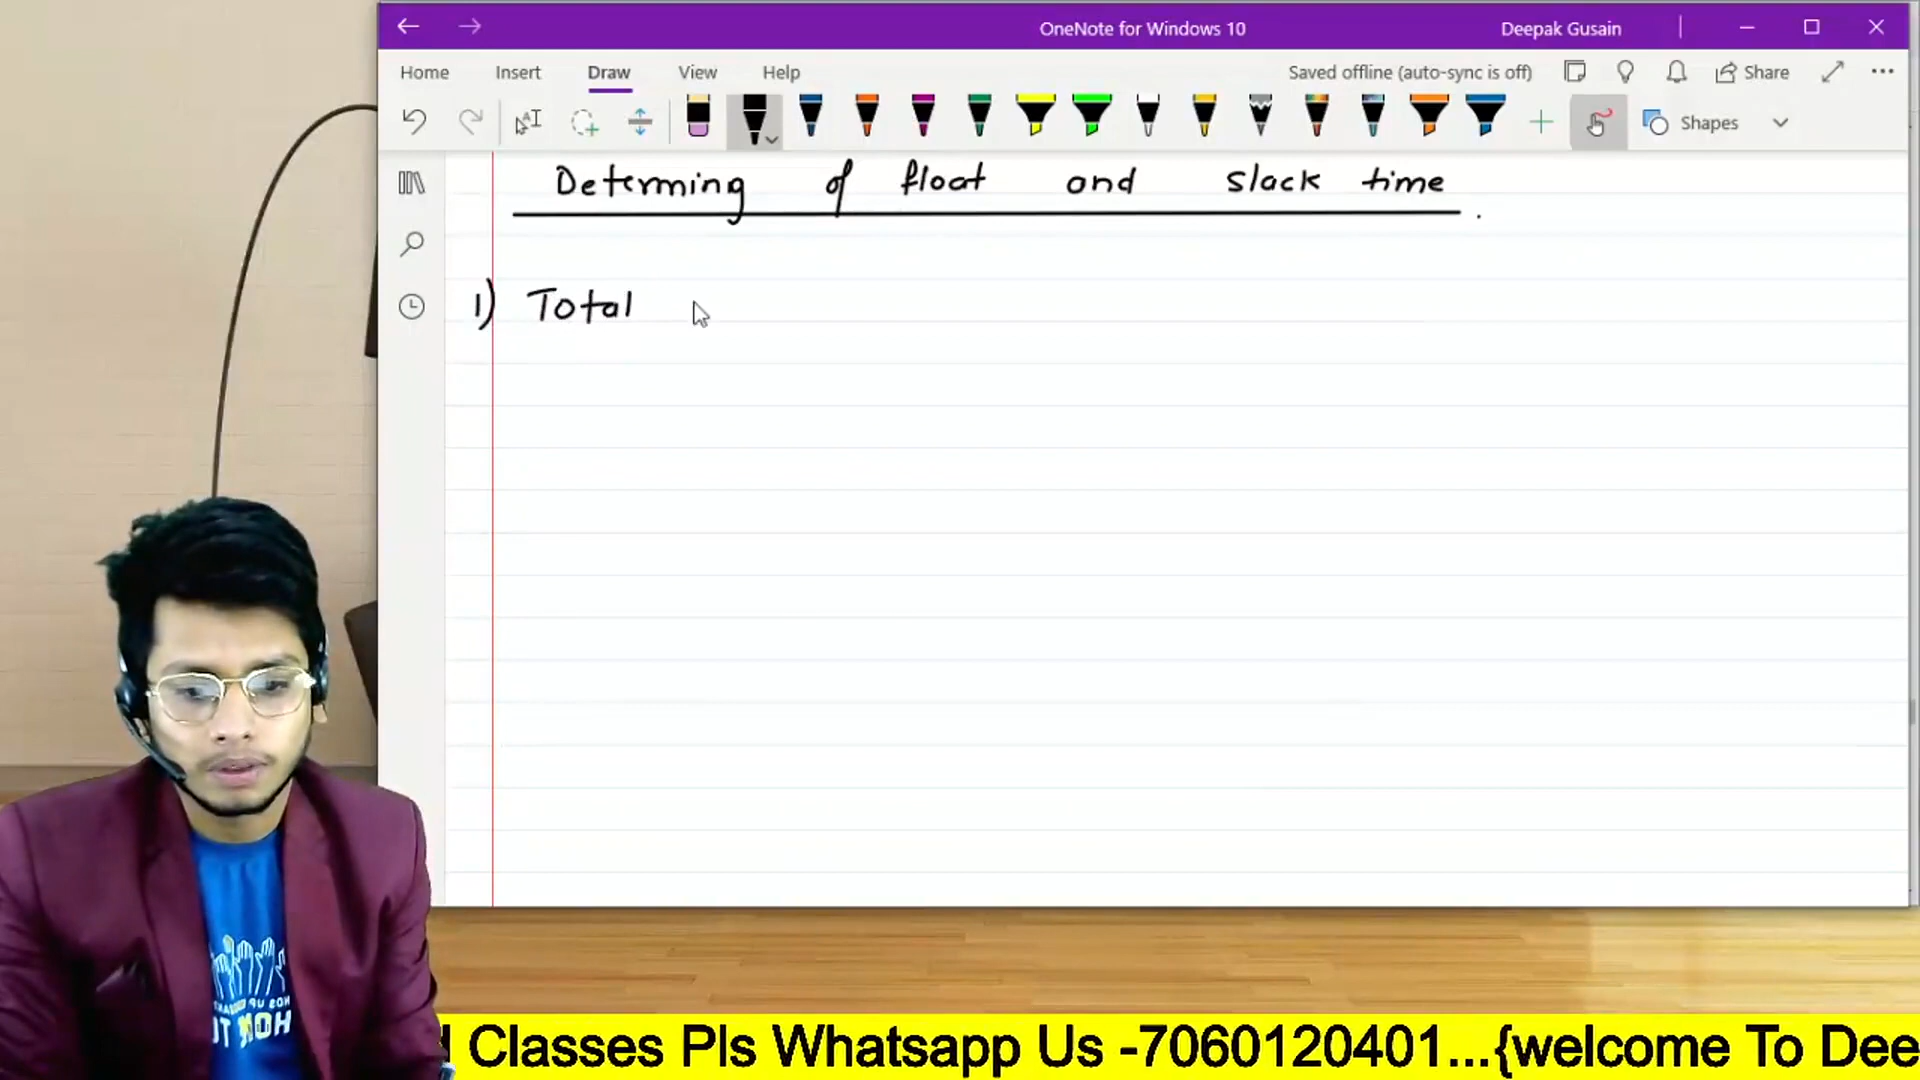 OneNote for Windows 10
Deepak Gusain
Home Insert Draw View Help
Saved offline (auto-sync is off)
Share
Shapes
Determing of float and slack time.
1) Total
Classes Pls Whatsapp Us -7060120401...{welcome To Dee